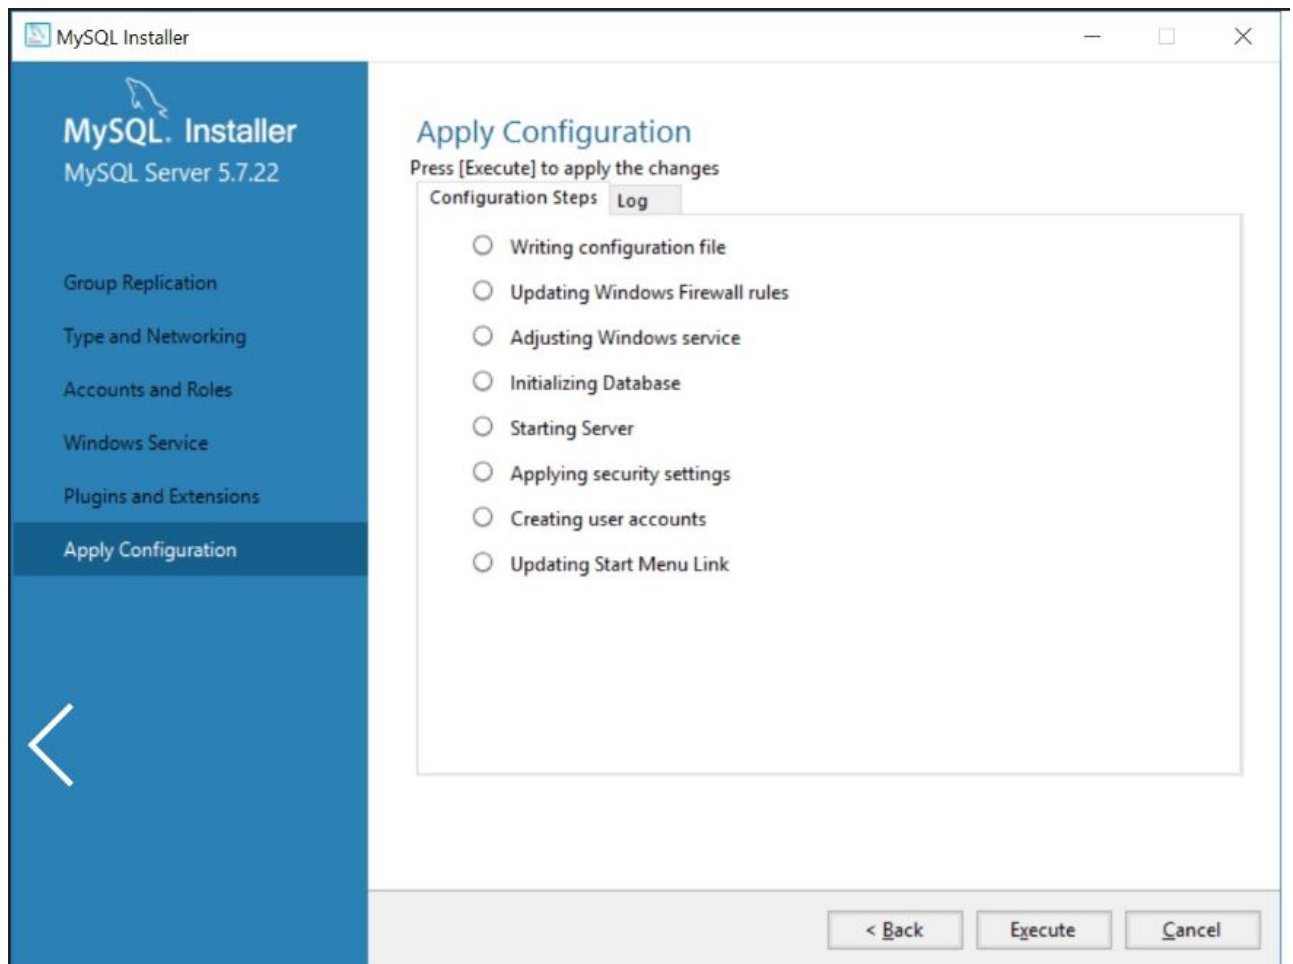 MySQL Installer
MySQL. Installer
MySQL Server 5.7.22
Group Replication
Type and Networking
Accounts and Roles
Windows Service
Plugins and Extensions
Apply Configuration
Apply Configuration
Press [Execute] to apply the changes
Configuration Steps Log
Writing configuration file
Updating Windows Firewall rules
Adjusting Windows service
Initializing Database
Starting Server
Applying security settings
Creating user accounts
Updating Start Menu Link
< Back Execute Cancel